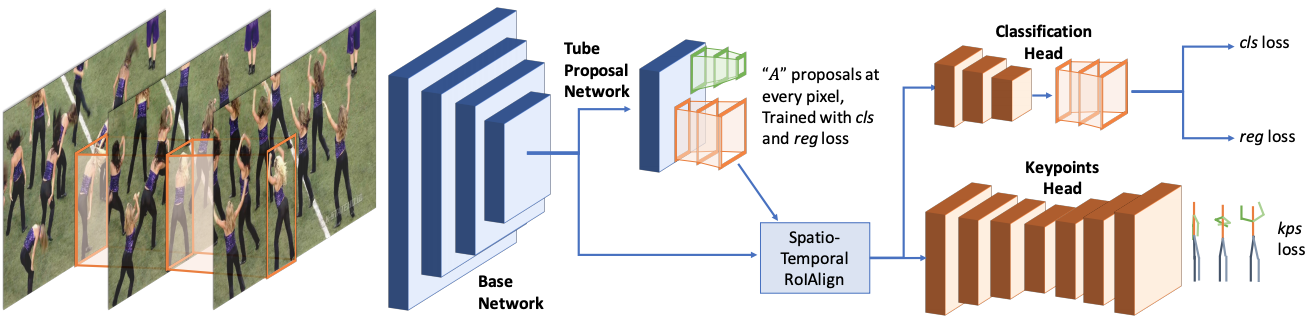 Tube
Proposal
Network
"A" proposals at
every pixel,
Trained with cls
and reg loss
Base
Network
Spatio-
Temporal
RoIAlign
Classification
Head
cls loss
reg loss
Keypoints
Head
kps
loss